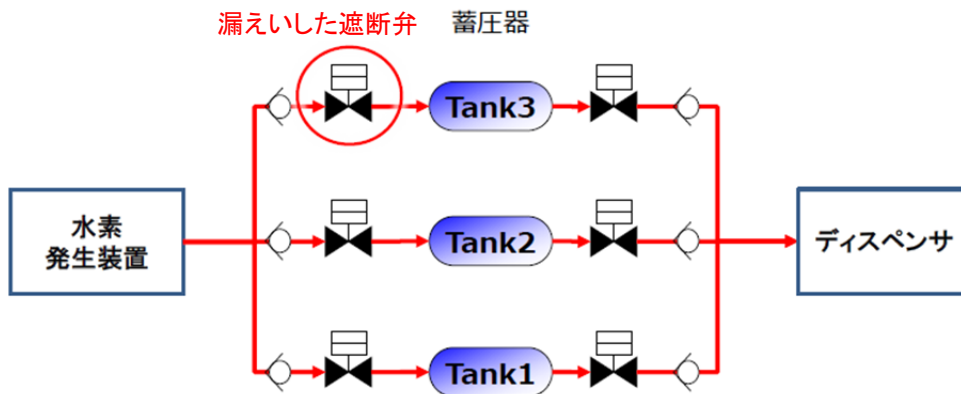 漏えいした遮断弁
蓄圧器
Tank3
水素
発生装置
Tank2
ディスペンサ
Tank1